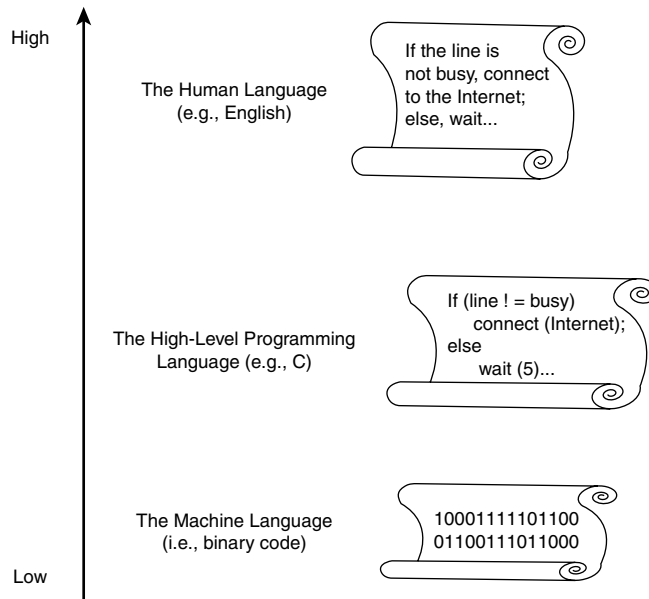 High
The Human Language
(e.g., English)
If the line is
not busy, connect
to the Internet;
else, wait...
The High-Level Programming
Language (e.g., C)
If (line ! = busy)
connect (Internet);
else
wait (5)...
The Machine Language
(i.e., binary code)
10001111101100
01100111011000
Low